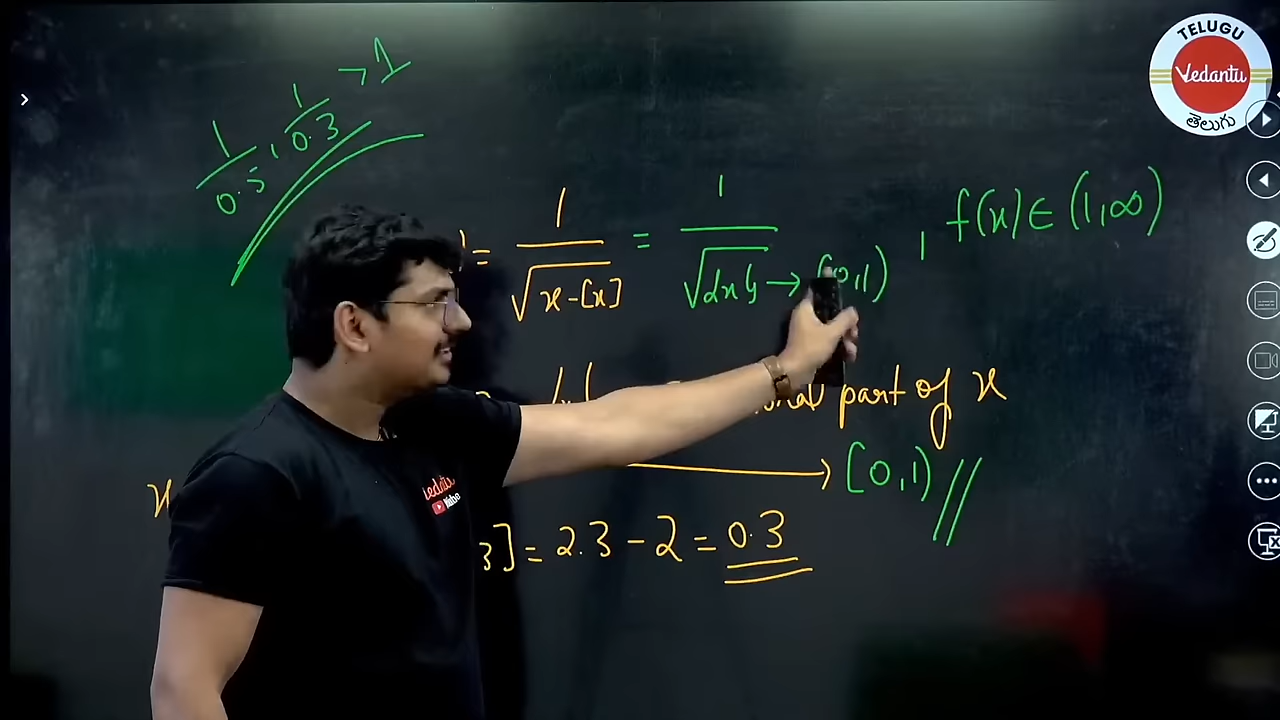 TELUGU
Vedantu
తెలుగు
1/0.5, 1/0.3 > 1
= 1/√x-[x] = 1/√{x} → [0,1) , f(x) ∈ (1,∞)
part of x
→ [0,1) //
x
3] = 2.3 - 2 = 0.3